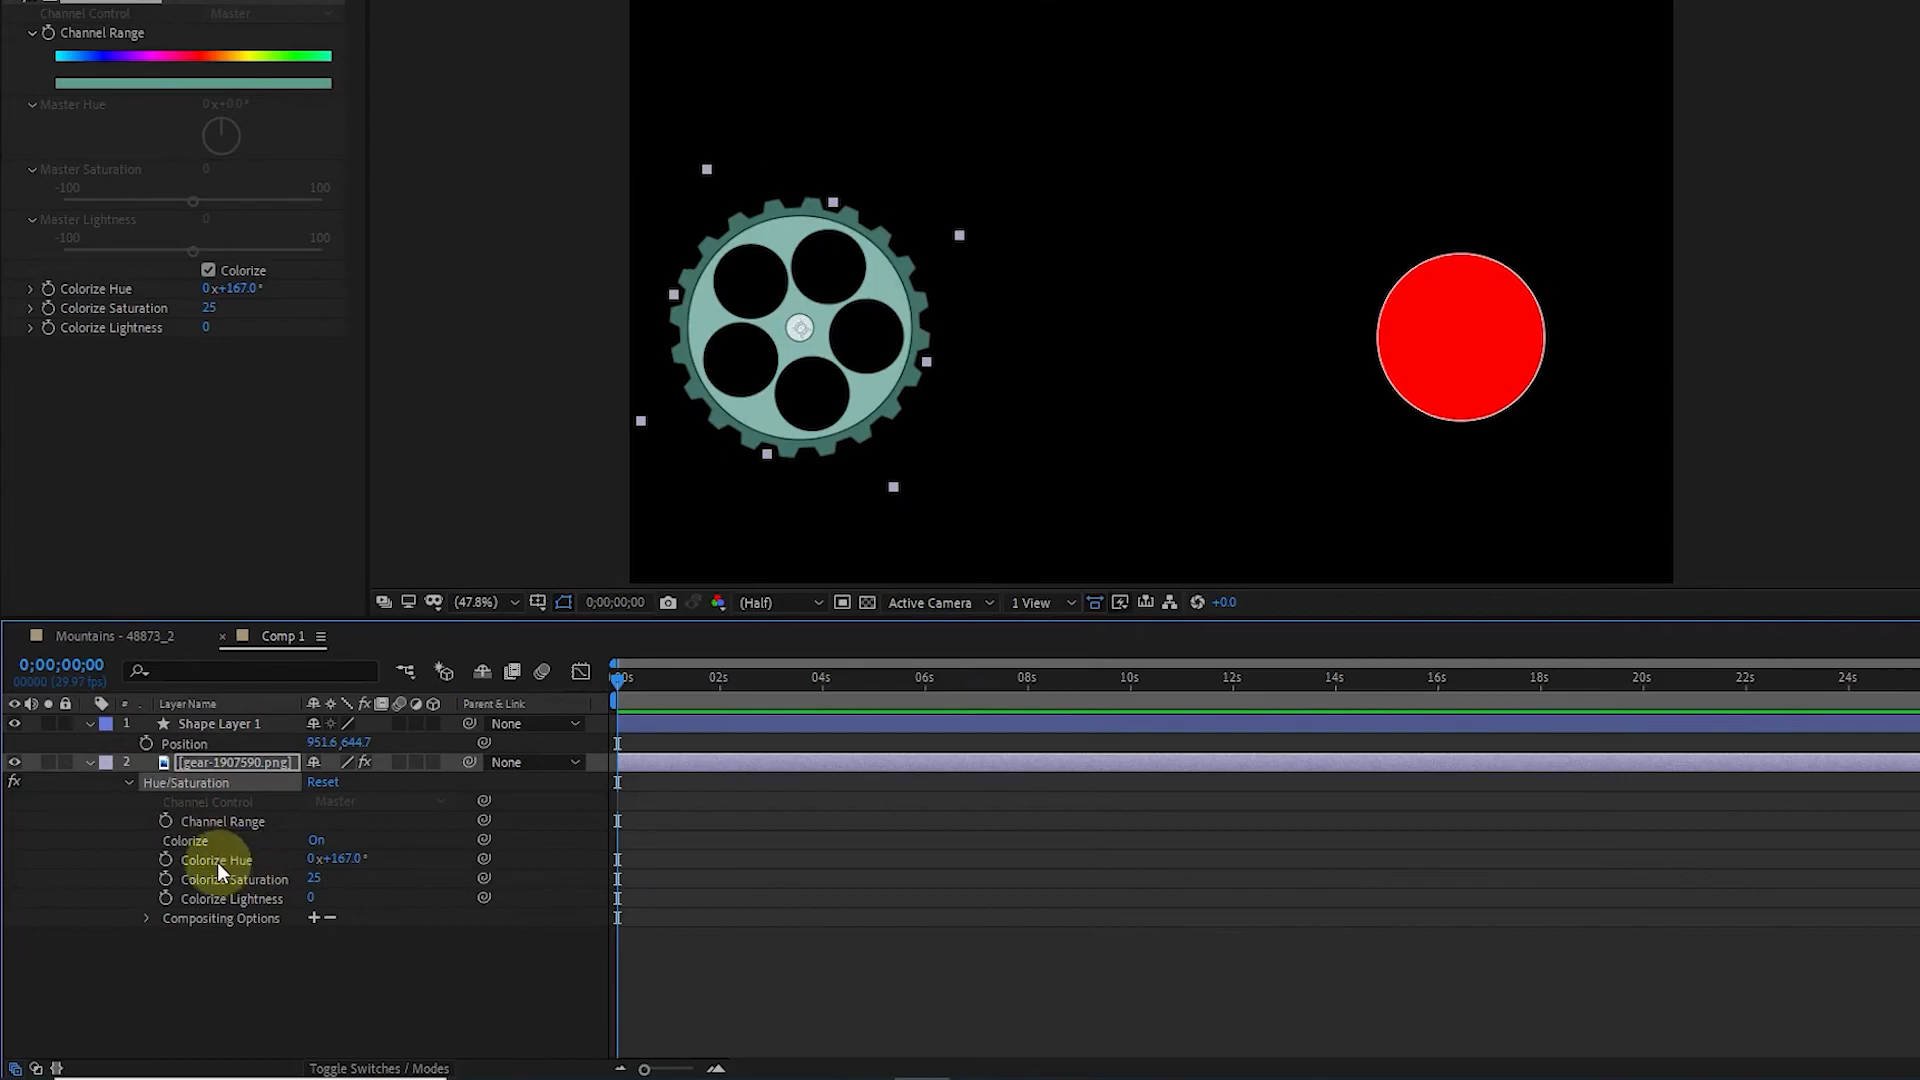 Channel Control Master
Channel Range
Master Hue 0x+0.0°
Master Saturation 0
-100 100
Master Lightness 0
-100 100
Colorize
Colorize Hue 0x+167.0°
Colorize Saturation 25
Colorize Lightness 0
(47.8%) 0;00;00;00 (Half) Active Camera 1 View +0.0
Mountains - 48873_2 × Comp 1
0;00;00;00
00000 (29.97 fps)
02s 04s 06s 08s 10s 12s 14s 16s 18s 20s 22s 24s
# Layer Name fx Parent & Link
1 Shape Layer 1 None
Position 951.6,644.7
2 [gear-1907590.png] fx None
fx Hue/Saturation Reset
Channel Control Master
Channel Range
Colorize On
Colorize Hue 0x+167.0°
Colorize Saturation 25
Colorize Lightness 0
Compositing Options + −
Toggle Switches / Modes